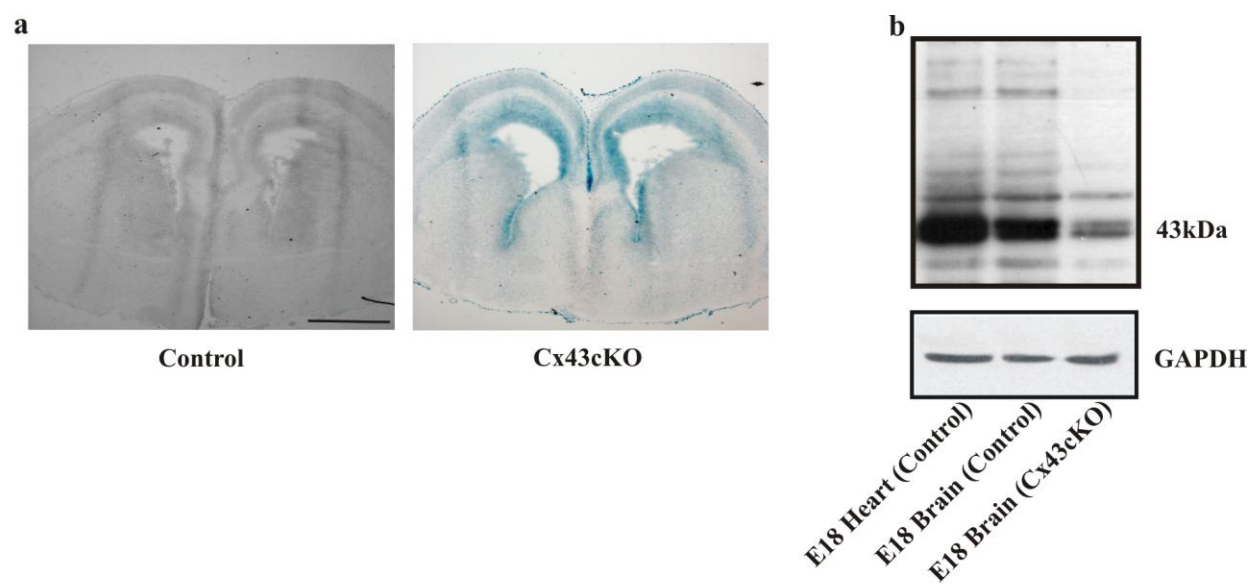 a
b
Control
Cx43cKO
43kDa
GAPDH
E18 Heart (Control)
E18 Brain (Control)
E18 Brain (Cx43cKO)